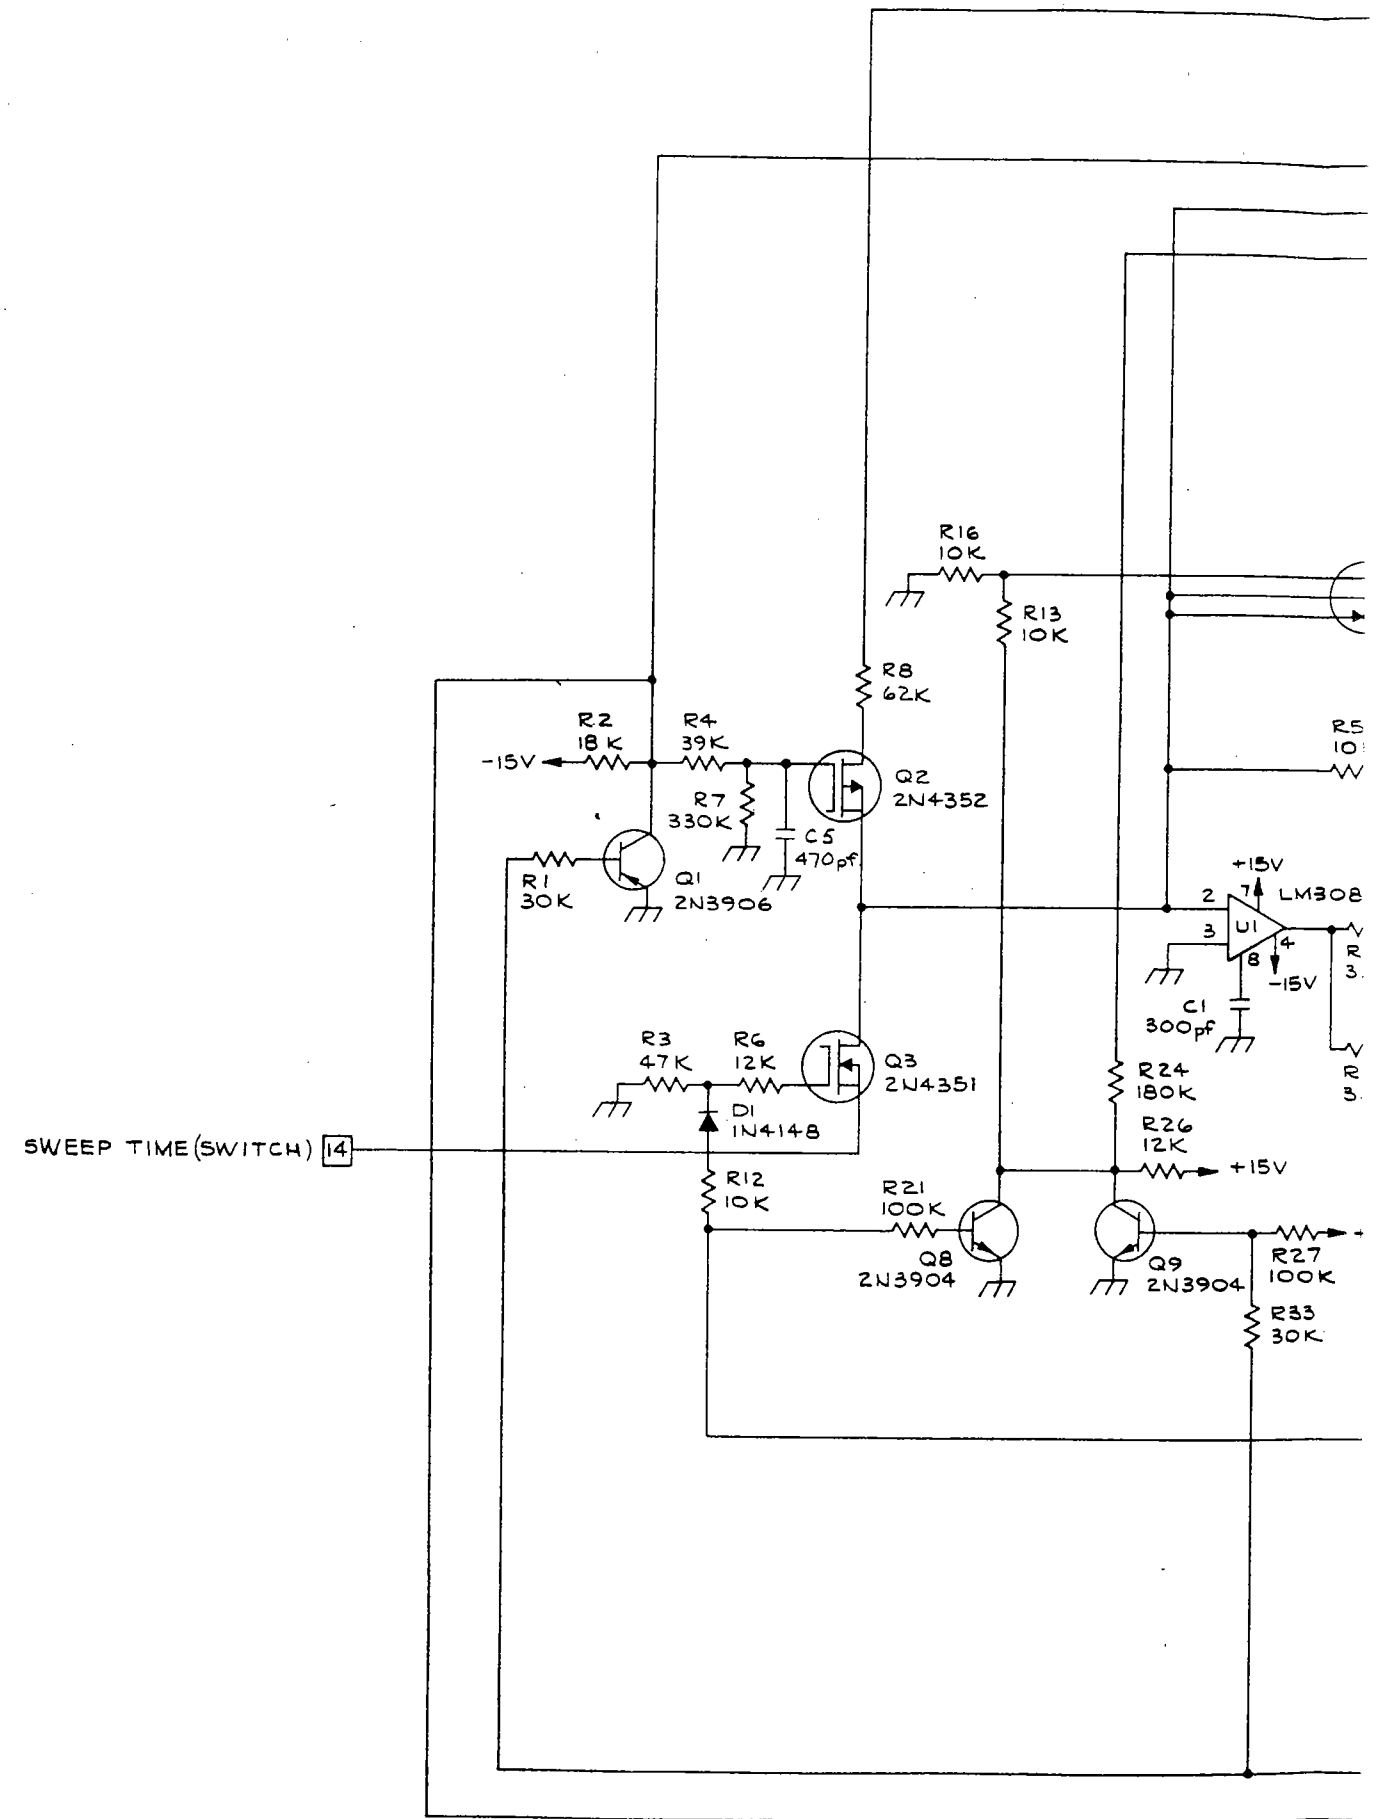 R16
10K
R13
10K
R8
62K
R2
18K
R4
39K
-15V
R7
330K
C5
470pf
Q2
2N4352
R1
30K
Q1
2N3906
+15V
2
7
LM308
3
U1
4
8
-15V
C1
300pf
R3
47K
R6
12K
Q3
2N4351
D1
1N4148
R24
180K
R26
12K
+15V
SWEEP TIME (SWITCH) 14
R12
10K
R21
100K
Q8
2N3904
Q9
2N3904
R27
100K
R33
30K